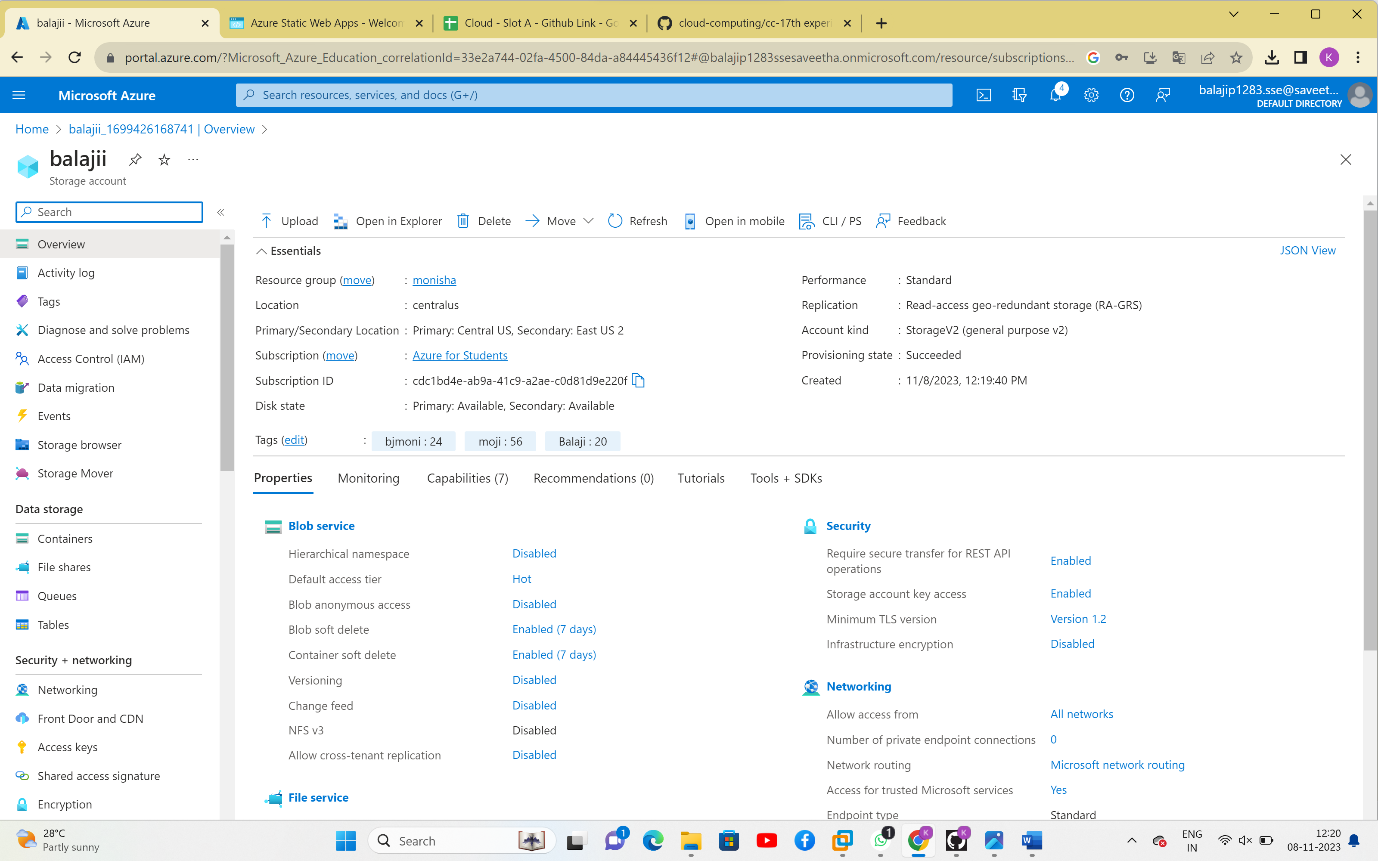 balajii - Microsoft Azure
Azure Static Web Apps - Welcon
Cloud - Slot A - Github Link - Go
cloud-computing/cc-17th experi
portal.azure.com/?Microsoft_Azure_Education_correlationId=33e2a744-02fa-4500-84da-a84445436f12#@balajip1283ssesaveetha.onmicrosoft.com/resource/subscriptions...
K
Microsoft Azure
Search resources, services, and docs (G+/)
4
balajip1283.sse@saveet...
DEFAULT DIRECTORY
Home > balajii_1699426168741 | Overview >
balajii
Storage account
Search
Overview
Activity log
Tags
Diagnose and solve problems
Access Control (IAM)
Data migration
Events
Storage browser
Storage Mover
Data storage
Containers
File shares
Queues
Tables
Security + networking
Networking
Front Door and CDN
Access keys
Shared access signature
Encryption
Upload
Open in Explorer
Delete
Move
Refresh
Open in mobile
CLI / PS
Feedback
Essentials
JSON View
Resource group (move) : monisha
Location : centralus
Primary/Secondary Location : Primary: Central US, Secondary: East US 2
Subscription (move) : Azure for Students
Subscription ID : cdc1bd4e-ab9a-41c9-a2ae-c0d81d9e220f
Disk state : Primary: Available, Secondary: Available
Performance : Standard
Replication : Read-access geo-redundant storage (RA-GRS)
Account kind : StorageV2 (general purpose v2)
Provisioning state : Succeeded
Created : 11/8/2023, 12:19:40 PM
Tags (edit) : bjmoni : 24 moji : 56 Balaji : 20
Properties
Monitoring
Capabilities (7)
Recommendations (0)
Tutorials
Tools + SDKs
Blob service
Hierarchical namespace Disabled
Default access tier Hot
Blob anonymous access Disabled
Blob soft delete Enabled (7 days)
Container soft delete Enabled (7 days)
Versioning Disabled
Change feed Disabled
NFS v3 Disabled
Allow cross-tenant replication Disabled
File service
Security
Require secure transfer for REST API
operations Enabled
Storage account key access Enabled
Minimum TLS version Version 1.2
Infrastructure encryption Disabled
Networking
Allow access from All networks
Number of private endpoint connections 0
Network routing Microsoft network routing
Access for trusted Microsoft services Yes
Endpoint type Standard
28°C
Partly sunny
Search
1
1
K
K
ENG
IN
12:20
08-11-2023